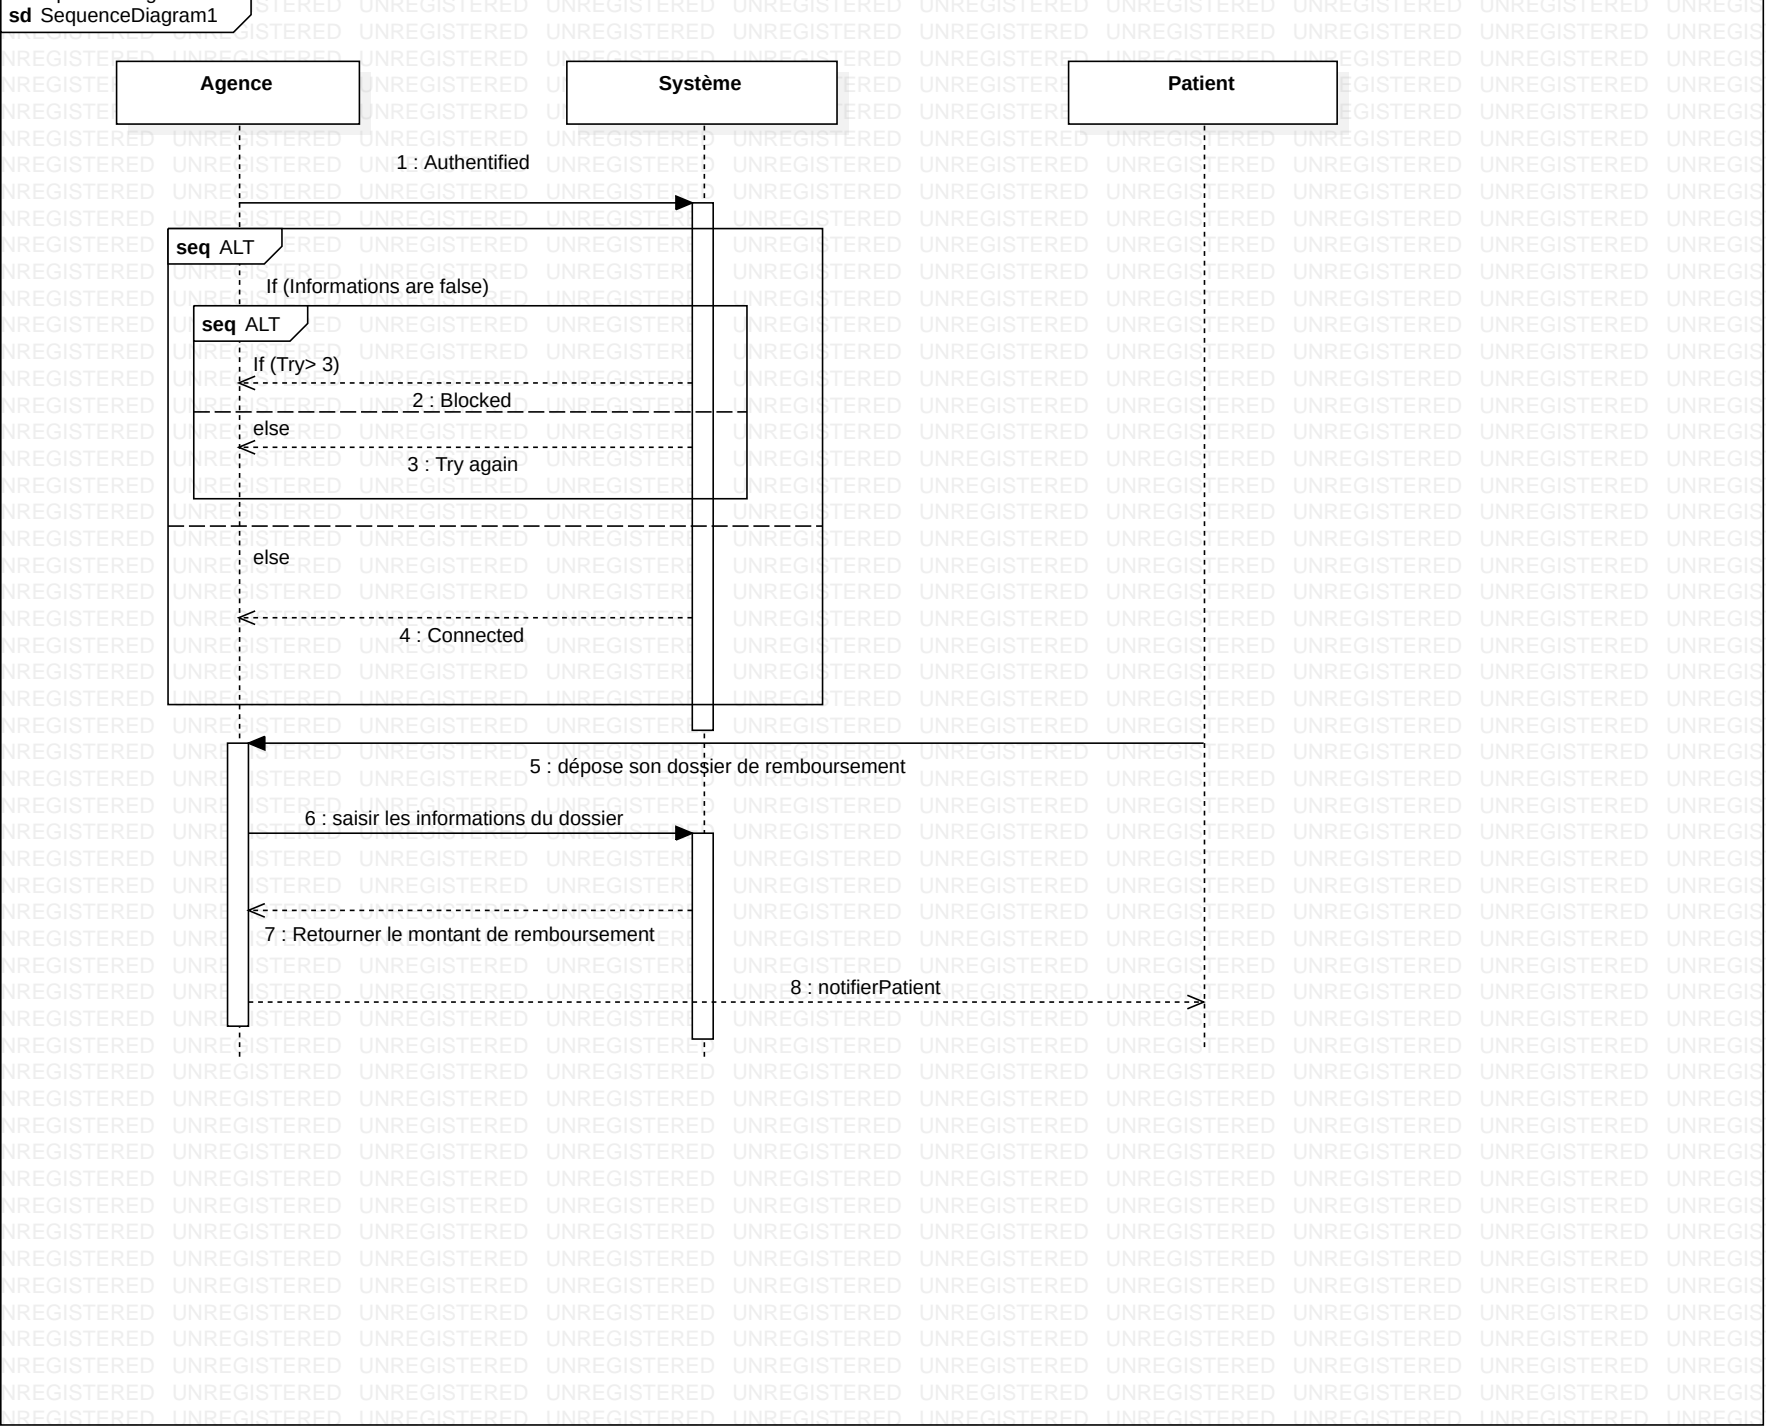 sd SequenceDiagram1
Agence
Système
Patient
1 : Authentified
seq ALT
If (Informations are false)
seq ALT
If (Try> 3)
2 : Blocked
else
3 : Try again
else
4 : Connected
5 : dépose son dossier de remboursement
6 : saisir les informations du dossier
7 : Retourner le montant de remboursement
8 : notifierPatient
UNREGISTERED